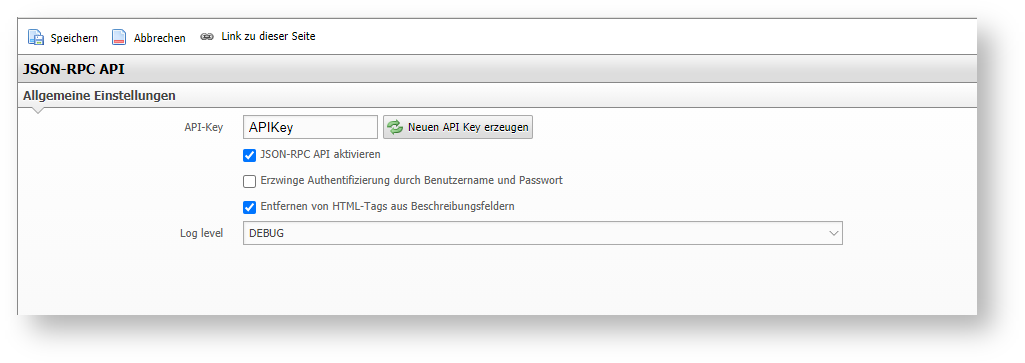 Speichern Abbrechen Link zu dieser Seite
JSON-RPC API
Allgemeine Einstellungen
API-Key APIKey Neuen API Key erzeugen
JSON-RPC API aktivieren
Erzwinge Authentifizierung durch Benutzername und Passwort
Entfernen von HTML-Tags aus Beschreibungsfeldern
Log level DEBUG